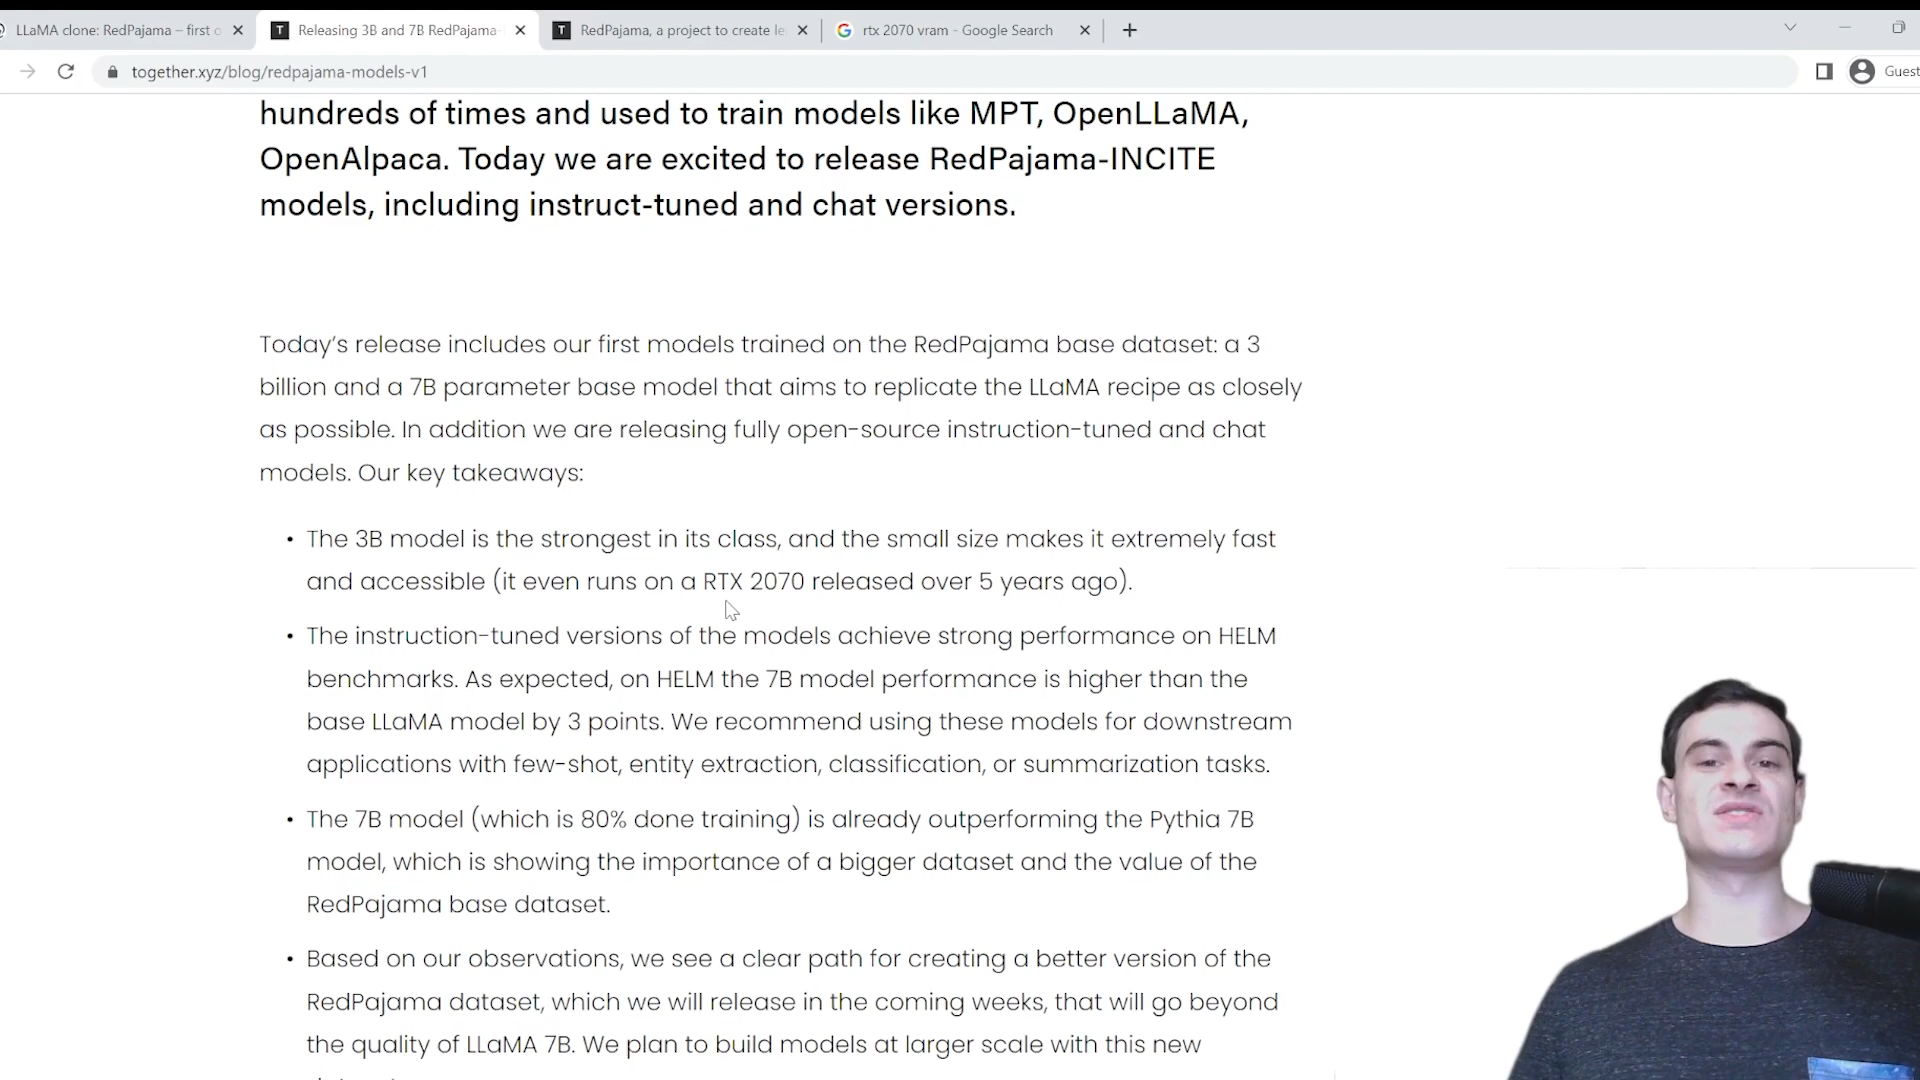 LLaMA clone: RedPajama – first o
Releasing 3B and 7B RedPajama-
RedPajama, a project to create le
rtx 2070 vram - Google Search
together.xyz/blog/redpajama-models-v1
Guest
hundreds of times and used to train models like MPT, OpenLLaMA,
OpenAlpaca. Today we are excited to release RedPajama-INCITE
models, including instruct-tuned and chat versions.
Today's release includes our first models trained on the RedPajama base dataset: a 3
billion and a 7B parameter base model that aims to replicate the LLaMA recipe as closely
as possible. In addition we are releasing fully open-source instruction-tuned and chat
models. Our key takeaways:
• The 3B model is the strongest in its class, and the small size makes it extremely fast
and accessible (it even runs on a RTX 2070 released over 5 years ago).
• The instruction-tuned versions of the models achieve strong performance on HELM
benchmarks. As expected, on HELM the 7B model performance is higher than the
base LLaMA model by 3 points. We recommend using these models for downstream
applications with few-shot, entity extraction, classification, or summarization tasks.
• The 7B model (which is 80% done training) is already outperforming the Pythia 7B
model, which is showing the importance of a bigger dataset and the value of the
RedPajama base dataset.
• Based on our observations, we see a clear path for creating a better version of the
RedPajama dataset, which we will release in the coming weeks, that will go beyond
the quality of LLaMA 7B. We plan to build models at larger scale with this new